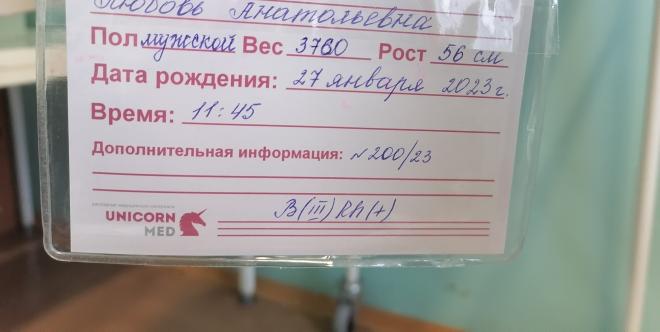 Любовь Анатольевна
Пол мужской Вес 3760 Рост 56 см
Дата рождения: 27 января 2023 г.
Время: 11:45
Дополнительная информация: №200/23
UNICORN MED
B(III) Rh(+)